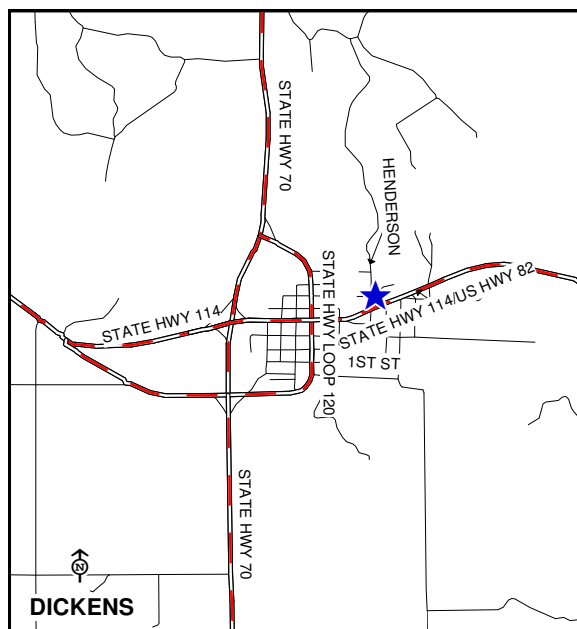 STATE HWY 70
HENDERSON
STATE HWY 114
STATE HWY LOOP 120
STATE HWY 114/US HWY 82
1ST ST
STATE HWY 70
N
DICKENS